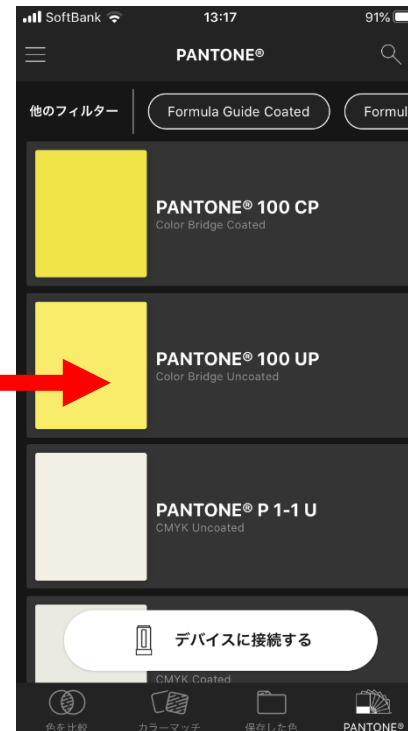 SoftBank 13:17 91%
PANTONE®
他のフィルター Formula Guide Coated Formul
PANTONE® 100 CP
Color Bridge Coated
PANTONE® 100 UP
Color Bridge Uncoated
PANTONE® P 1-1 U
CMYK Uncoated
デバイスに接続する
CMYK Coated
色を比較 カラーマッチ 保存した色 PANTONE®